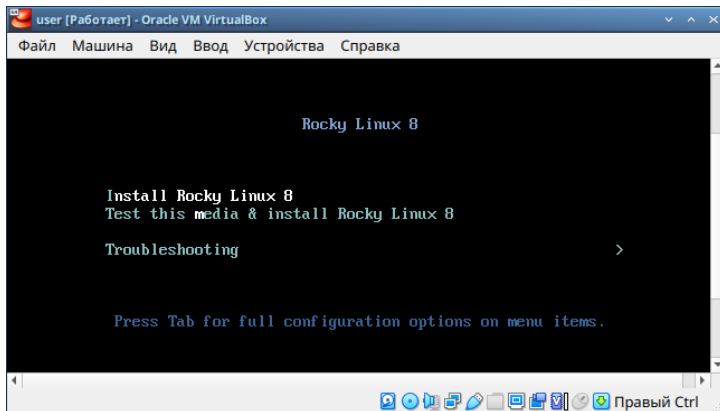 user [Работает] - Oracle VM VirtualBox
Файл Машина Вид Ввод Устройства Справка
Rocky Linux 8
Install Rocky Linux 8
Test this media & install Rocky Linux 8
Troubleshooting >
Press Tab for full configuration options on menu items.
Правый Ctrl